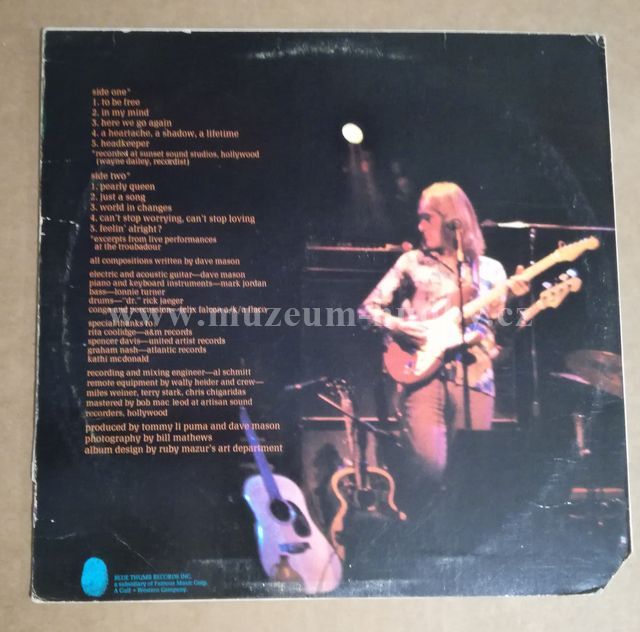 side one*
1. to be free
2. in my mind
3. here we go again
4. a heartache, a shadow, a lifetime
5. headkeeper
*recorded at sunset sound studios, hollywood
(wayne dailey, recordist)
side two*
1. pearly queen
2. just a song
3. world in changes
4. can't stop worrying, can't stop loving
5. feelin' alright?
*excerpts from live performances
at the troubadour
all compositions written by dave mason
electric and acoustic guitar—dave mason
piano and keyboard instruments—mark jordan
bass—lonnie turner
drums—"dr." rick jaeger
felix
special thanks to
rita coolidge—a&m records
spencer davis—united artist records
graham nash—atlantic records
kathi mcdonald
recording and mixing engineer—al schmitt
remote equipment by wally heider and crew—
miles weiner, terry stark, chris chigaridas
mastered by bob mac leod at artisan sound
recorders, hollywood
produced by tommy li puma and dave mason
photography by bill mathews
album design by ruby mazur's art department
BLUE THUMB RECORDS INC.
a subsidiary of Famous Music Corp.
A Gulf + Western Company.